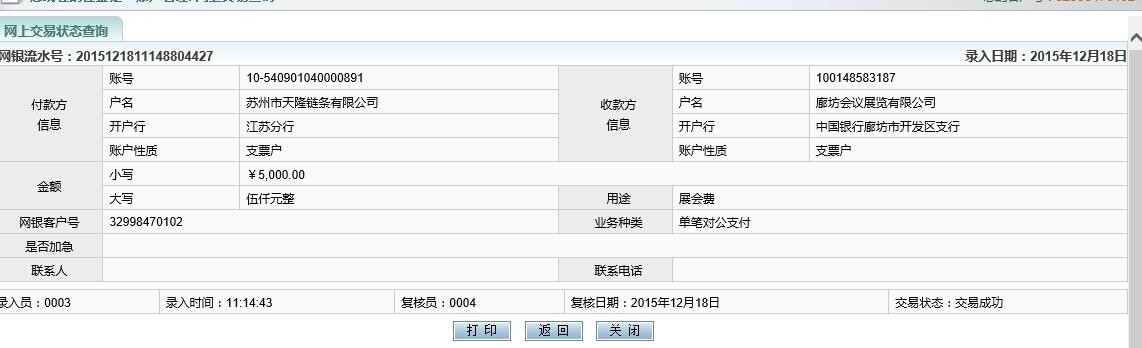 网上交易状态查询
网银流水号：2015121811148804427 录入日期：2015年12月18日
付款方信息 账号 10-540901040000891 收款方信息 账号 100148583187
户名 苏州市天隆链条有限公司 户名 廊坊会议展览有限公司
开户行 江苏分行 开户行 中国银行廊坊市开发区支行
账户性质 支票户 账户性质 支票户
金额 小写 ￥5,000.00
大写 伍仟元整 用途 展会费
网银客户号 32998470102 业务种类 单笔对公支付
是否加急
联系人 联系电话
录入员：0003 录入时间：11:14:43 复核员：0004 复核日期：2015年12月18日 交易状态：交易成功
打 印 返 回 关 闭